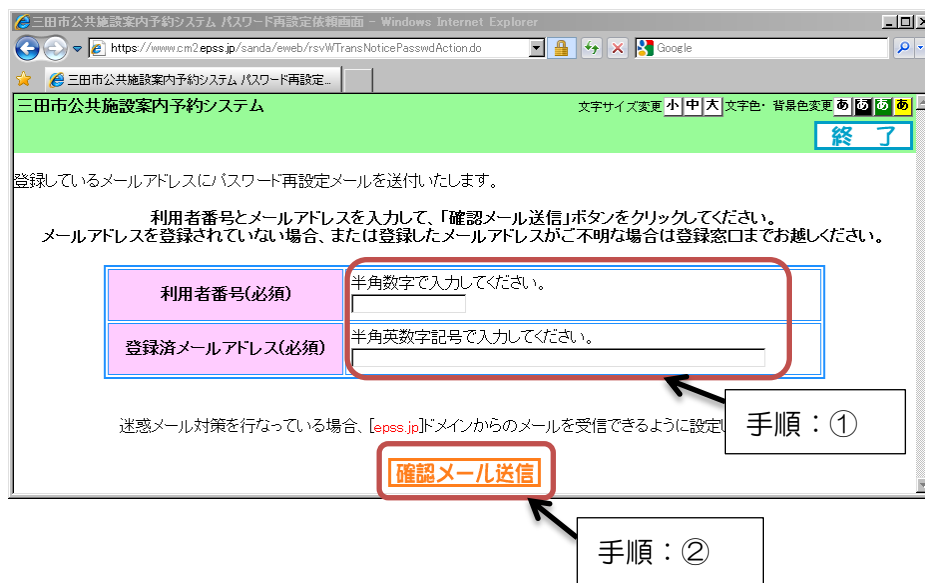 三田市公共施設案内予約システム パスワード再設定依頼画面 - Windows Internet Explorer
https://www.cm2.epss.jp/sanda/eweb/rsvWTransNoticePasswdAction.do
Google
三田市公共施設案内予約システム パスワード再設定...
三田市公共施設案内予約システム 文字サイズ変更 小 中 大 文字色・ 背景色変更 あ あ あ あ
終 了
登録しているメールアドレスにパスワード再設定メールを送付いたします。
利用者番号とメールアドレスを入力して、「確認メール送信」ボタンをクリックしてください。
メールアドレスを登録されていない場合、または登録したメールアドレスがご不明な場合は登録窓口までお越しください。
利用者番号(必須)
半角数字で入力してください。
登録済メールアドレス(必須)
半角英数字記号で入力してください。
手順：①
迷惑メール対策を行なっている場合、[epss.jp]ドメインからのメールを受信できるように設定
確認メール送信
手順：②